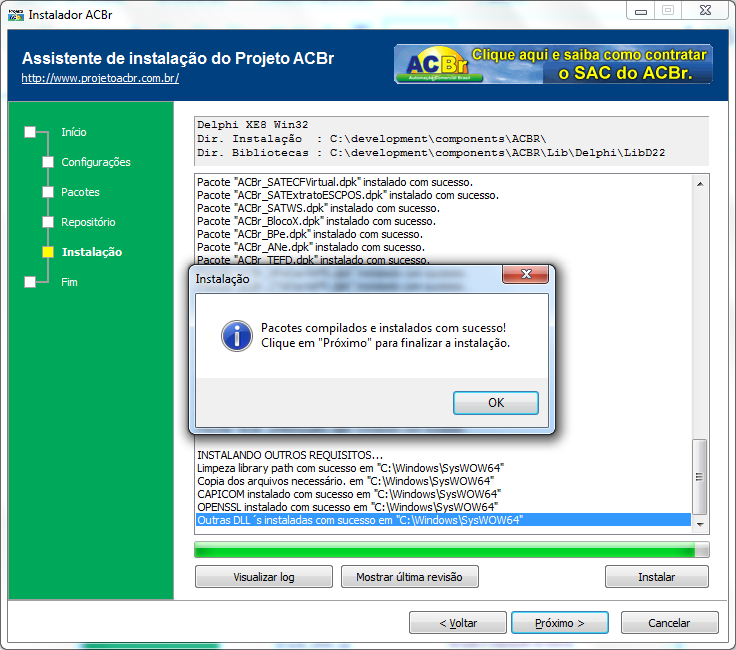 Instalador ACBr
Assistente de instalação do Projeto ACBr
http://www.projetoacbr.com.br/
ACBr
Automação Comercial Brasil
Clique aqui e saiba como contratar
o SAC do ACBr.
Início
Configurações
Pacotes
Repositório
Instalação
Fim
Delphi XE8 Win32
Dir. Instalação  : C:\development\components\ACBR\
Dir. Bibliotecas : C:\development\components\ACBR\Lib\Delphi\LibD22
Pacote "ACBr_SATECFVirtual.dpk" instalado com sucesso.
Pacote "ACBr_SATExtratoESCPOS.dpk" instalado com sucesso.
Pacote "ACBr_SATWS.dpk" instalado com sucesso.
Pacote "ACBr_BlocoX.dpk" instalado com sucesso.
Pacote "ACBr_BPe.dpk" instalado com sucesso.
Pacote "ACBr_ANe.dpk" instalado com sucesso.
Pacote "ACBr_TEFD.dpk" instalado com sucesso.
Instalação
Pacotes compilados e instalados com sucesso!
Clique em "Próximo" para finalizar a instalação.
OK
INSTALANDO OUTROS REQUISITOS...
Limpeza library path com sucesso em "C:\Windows\SysWOW64"
Copia dos arquivos necessário. em "C:\Windows\SysWOW64"
CAPICOM instalado com sucesso em "C:\Windows\SysWOW64"
OPENSSL instalado com sucesso em "C:\Windows\SysWOW64"
Outras DLL´s instaladas com sucesso em "C:\Windows\SysWOW64"
Visualizar log
Mostrar última revisão
Instalar
< Voltar
Próximo >
Cancelar